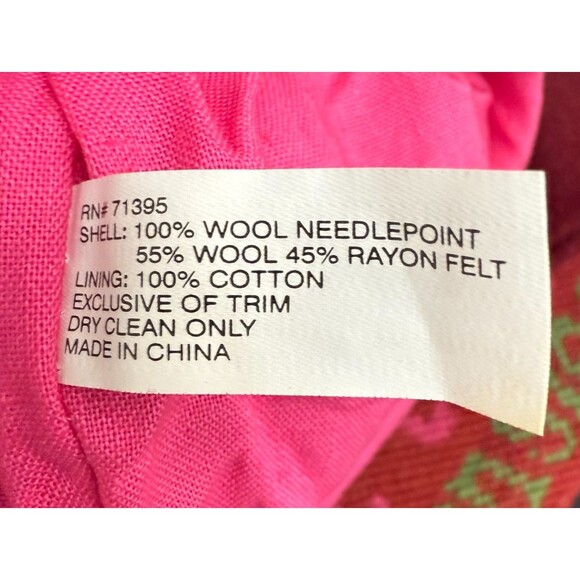 RN# 71395
SHELL: 100% WOOL NEEDLEPOINT
55% WOOL 45% RAYON FELT
LINING: 100% COTTON
EXCLUSIVE OF TRIM
DRY CLEAN ONLY
MADE IN CHINA